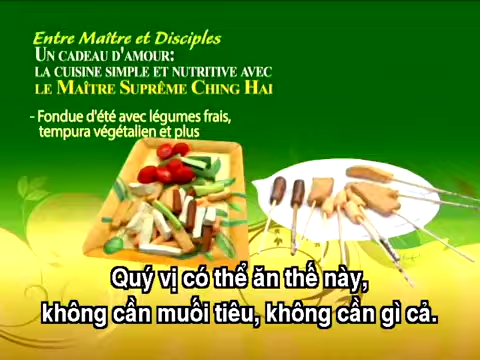 Entre Maître et Disciples
UN CADEAU D'AMOUR:
LA CUISINE SIMPLE ET NUTRITIVE AVEC
LE MAÎTRE SUPRÊME CHING HAI
- Fondue d'été avec légumes frais,
tempura végétalien et plus
Quý vị có thể ăn thế này,
không cần muối tiêu, không cần gì cả.